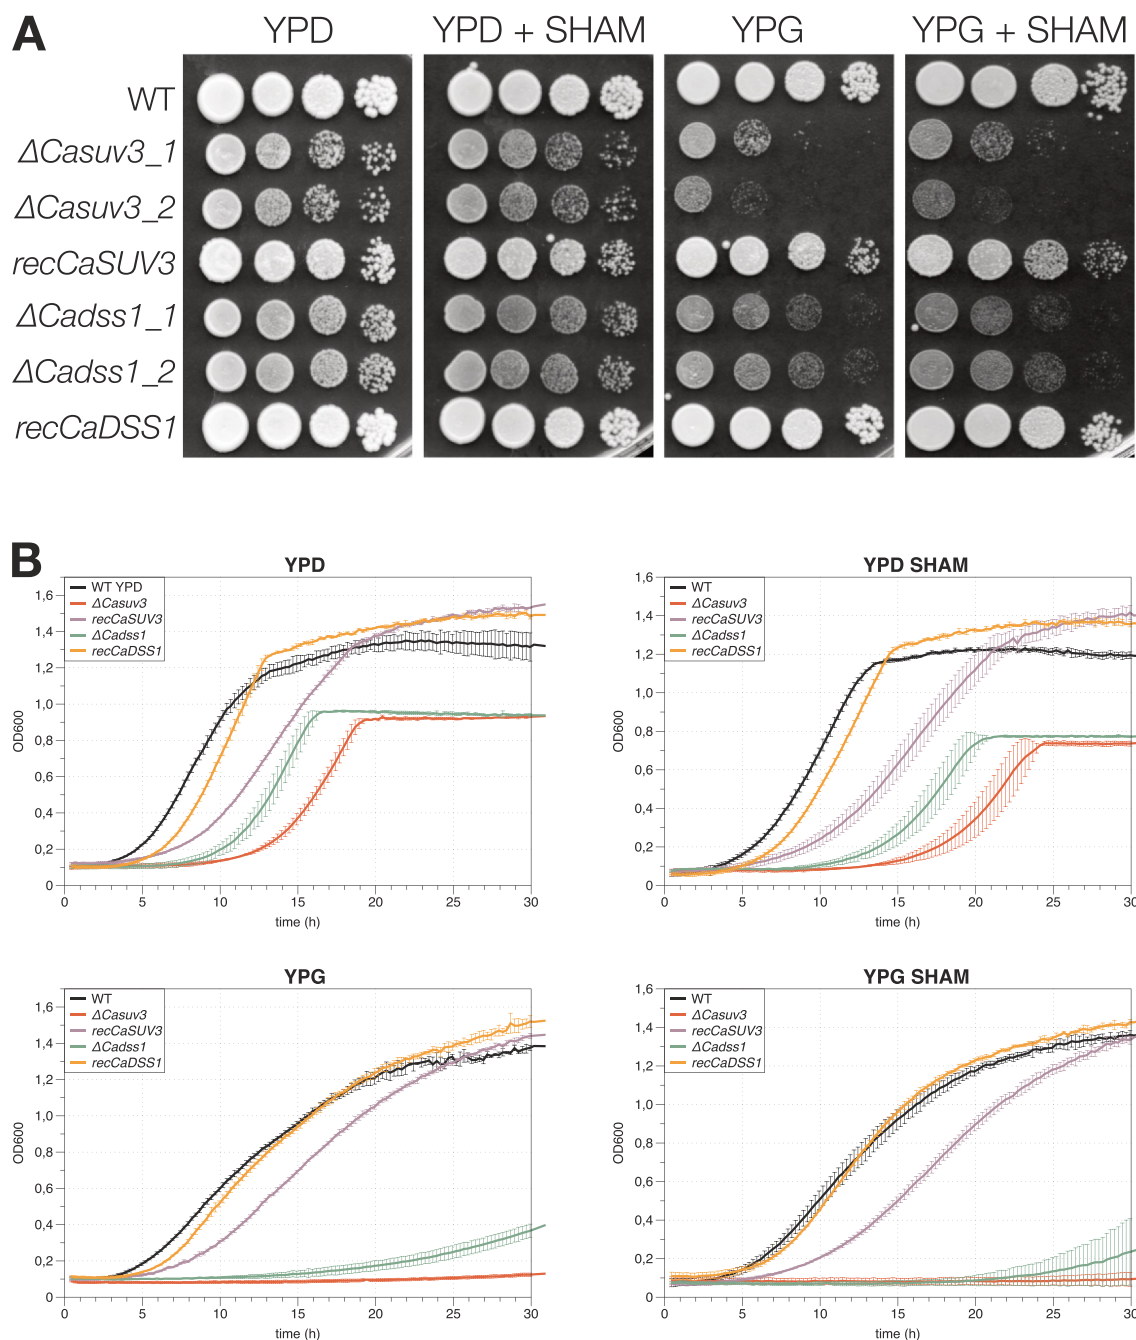 A
YPD YPD + SHAM YPG YPG + SHAM
WT
ΔCasuv3_1
ΔCasuv3_2
recCaSUV3
ΔCadss1_1
ΔCadss1_2
recCaDSS1
B
YPD
OD600
1,6
1,4
1,2
1,0
0,8
0,6
0,4
0,2
0
WT YPD
ΔCasuv3
recCaSUV3
ΔCadss1
recCaDSS1
0 5 10 15 20 25 30
time (h)
YPD SHAM
OD600
1,6
1,4
1,2
1,0
0,8
0,6
0,4
0,2
0
WT
ΔCasuv3
recCaSUV3
ΔCadss1
recCaDSS1
0 5 10 15 20 25 30
time (h)
YPG
OD600
1,6
1,4
1,2
1,0
0,8
0,6
0,4
0,2
0
WT
ΔCasuv3
recCaSUV3
ΔCadss1
recCaDSS1
0 5 10 15 20 25 30
time (h)
YPG SHAM
OD600
1,6
1,4
1,2
1,0
0,8
0,6
0,4
0,2
0
WT
ΔCasuv3
recCaSUV3
ΔCadss1
recCaDSS1
0 5 10 15 20 25 30
time (h)